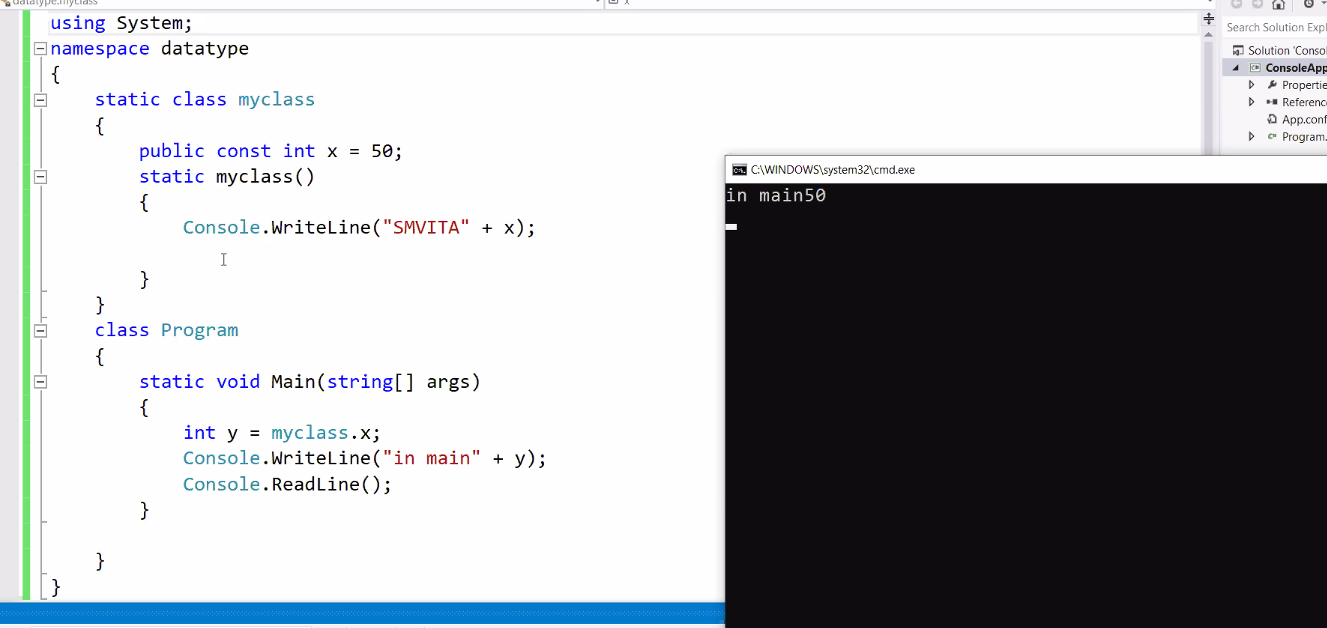 datatype.myclass
x
using System;
namespace datatype
{
static class myclass
{
public const int x = 50;
static myclass()
{
Console.WriteLine("SMVITA" + x);
}
}
class Program
{
static void Main(string[] args)
{
int y = myclass.x;
Console.WriteLine("in main" + y);
Console.ReadLine();
}
}
}
Search Solution Expl
Solution 'Consol
ConsoleApp
Propertie
Reference
App.conf
Program.
C:\WINDOWS\system32\cmd.exe
in main50